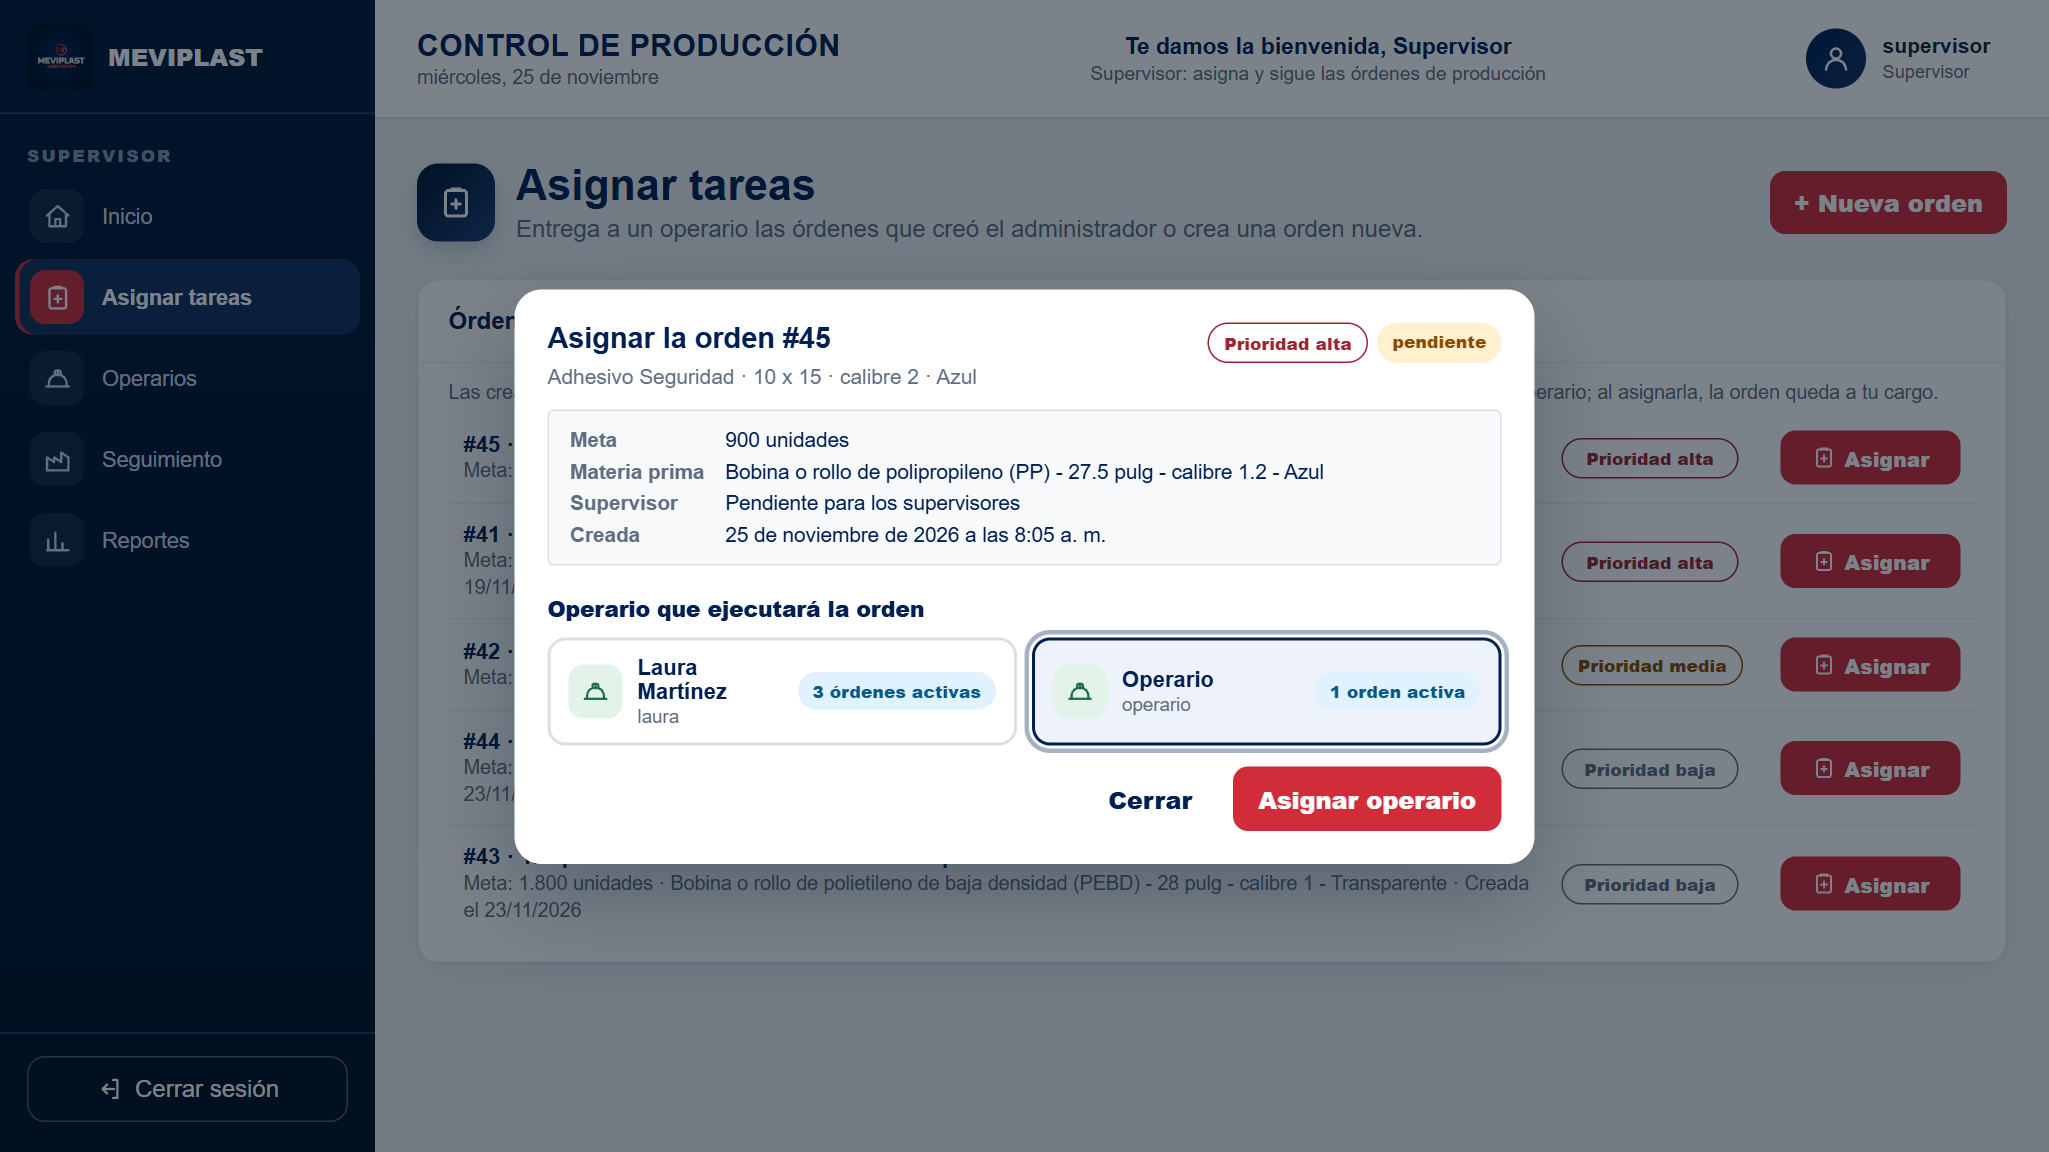 MEVIPLAST
MEVIPLAST
SUPERVISOR
Inicio
Asignar tareas
Operarios
Seguimiento
Reportes
Cerrar sesión
CONTROL DE PRODUCCIÓN
miércoles, 25 de noviembre
Te damos la bienvenida, Supervisor
Supervisor: asigna y sigue las órdenes de producción
supervisor
Supervisor
Asignar tareas
Entrega a un operario las órdenes que creó el administrador o crea una orden nueva.
+ Nueva orden
Órden
Las cre
erario; al asignarla, la orden queda a tu cargo.
#45 ·
Meta:
Prioridad alta
Asignar
#41 ·
Meta:
19/11/
Prioridad alta
Asignar
#42 ·
Meta:
Prioridad media
Asignar
#44 ·
Meta:
23/11/
Prioridad baja
Asignar
#43 ·
Meta: 1.800 unidades · Bobina o rollo de polietileno de baja densidad (PEBD) - 28 pulg - calibre 1 - Transparente · Creada
el 23/11/2026
Prioridad baja
Asignar
Asignar la orden #45
Prioridad alta
pendiente
Adhesivo Seguridad · 10 x 15 · calibre 2 · Azul
Meta 900 unidades
Materia prima Bobina o rollo de polipropileno (PP) - 27.5 pulg - calibre 1.2 - Azul
Supervisor Pendiente para los supervisores
Creada 25 de noviembre de 2026 a las 8:05 a. m.
Operario que ejecutará la orden
Laura
Martínez
laura
3 órdenes activas
Operario
operario
1 orden activa
Cerrar
Asignar operario